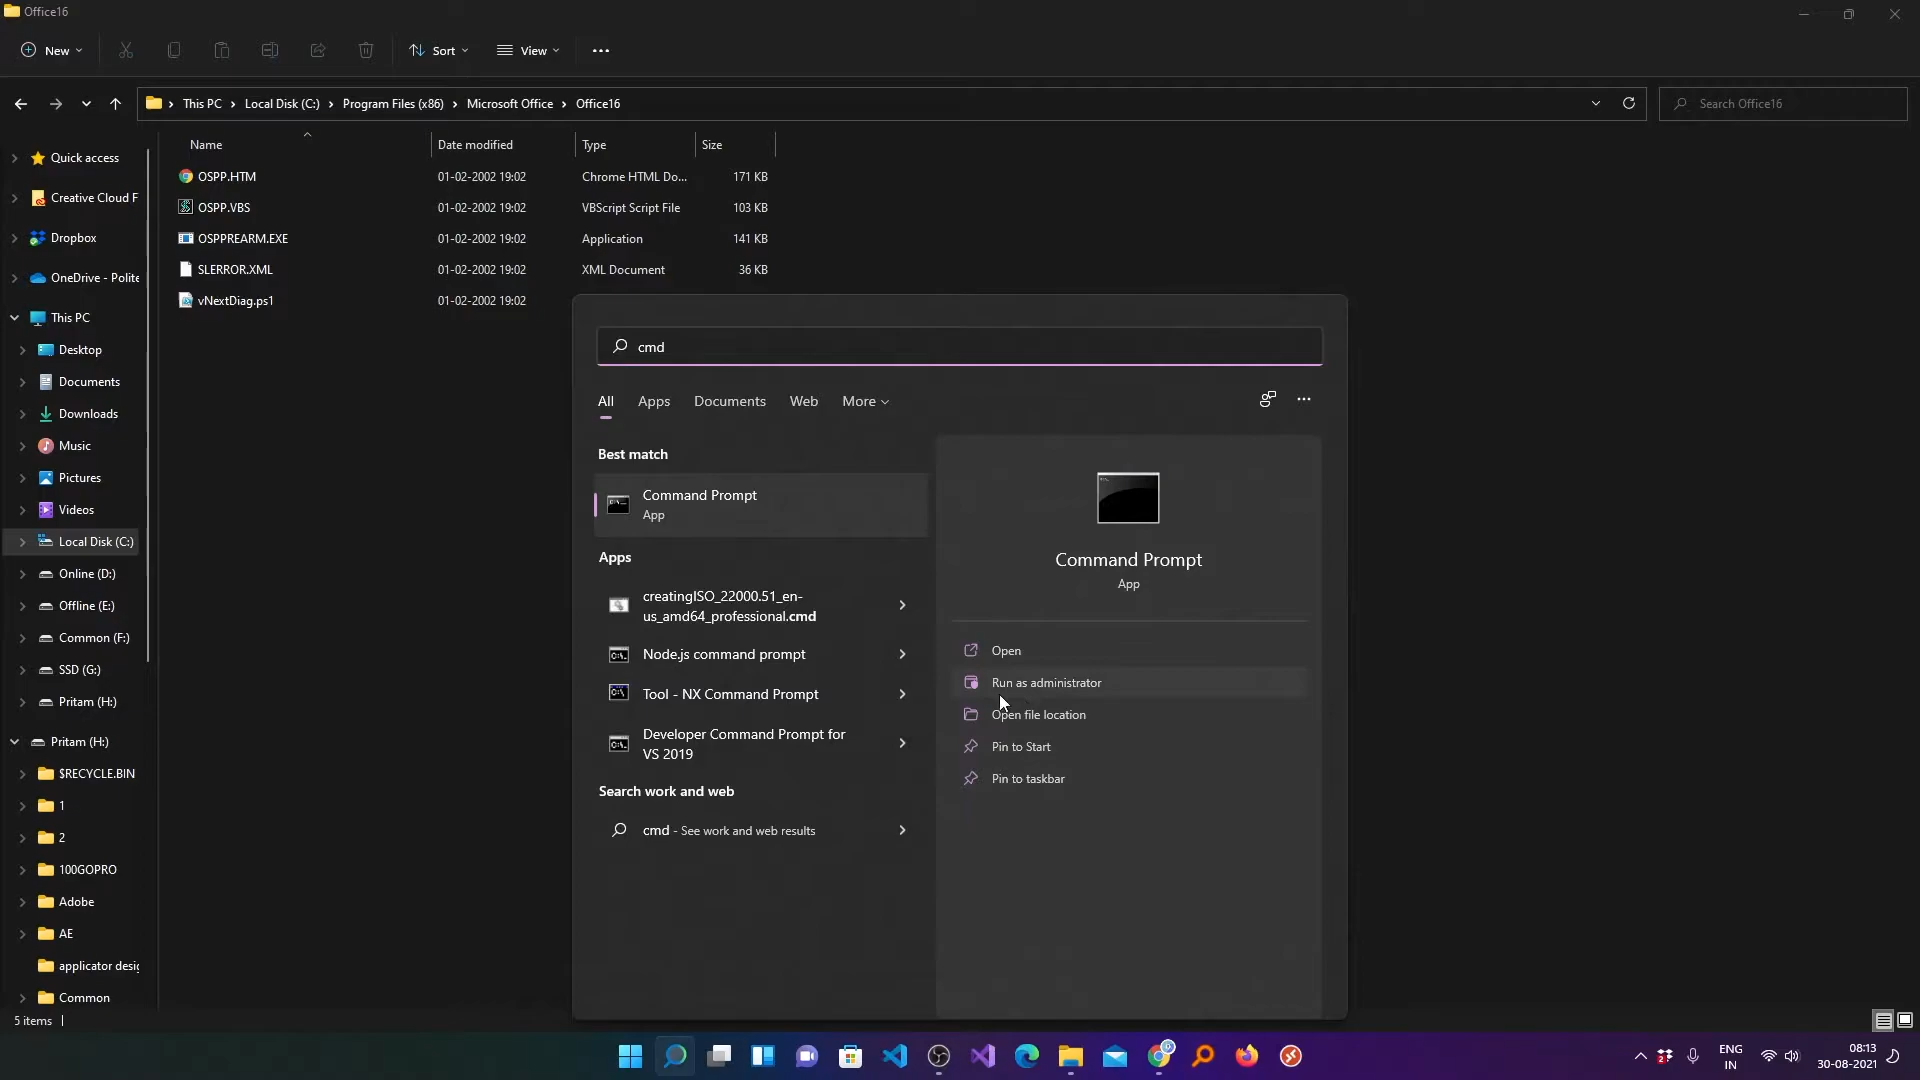 Office16
New
Sort
View
This PC
Local Disk (C:)
Program Files (x86)
Microsoft Office
Office16
Search Office16
Name
Date modified
Type
Size
OSPP.HTM 01-02-2002 19:02 Chrome HTML Do... 171 KB
OSPP.VBS 01-02-2002 19:02 VBScript Script File 103 KB
OSPPREARM.EXE 01-02-2002 19:02 Application 141 KB
SLERROR.XML 01-02-2002 19:02 XML Document 36 KB
vNextDiag.ps1 01-02-2002 19:02
Quick access
Creative Cloud F
Dropbox
OneDrive - Polite
This PC
Desktop
Documents
Downloads
Music
Pictures
Videos
Local Disk (C:)
Online (D:)
Offline (E:)
Common (F:)
SSD (G:)
Pritam (H:)
Pritam (H:)
$RECYCLE.BIN
1
2
100GOPRO
Adobe
AE
applicator desig
Common
5 items
cmd
All
Apps
Documents
Web
More
Best match
Command Prompt
App
Apps
creatingISO_22000.51_en-
us_amd64_professional.cmd
Node.js command prompt
Tool - NX Command Prompt
Developer Command Prompt for
VS 2019
Search work and web
cmd - See work and web results
Command Prompt
App
Open
Run as administrator
Open file location
Pin to Start
Pin to taskbar
ENG
IN
08:13
30-08-2021